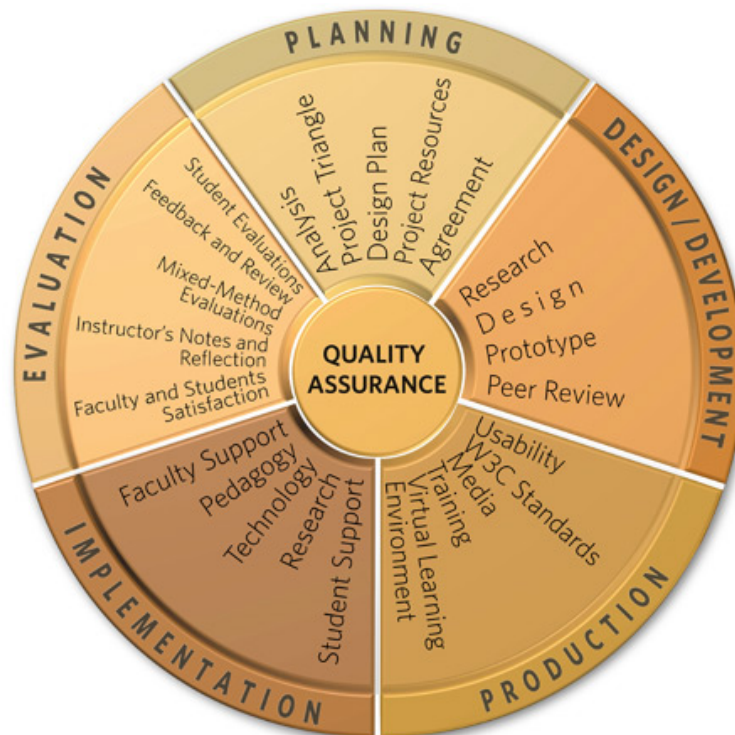 PLANNING
Analysis
Project Triangle
Design Plan
Project Resources
Agreement
DESIGN / DEVELOPMENT
Research
Design
Prototype
Peer Review
PRODUCTION
Usability
W3C Standards
Media
Training
Virtual Learning
Environment
IMPLEMENTATION
Faculty Support
Pedagogy
Technology
Research
Student Support
EVALUATION
Student Evaluations
Feedback and Review
Mixed-Method
Evaluations
Instructor's Notes and
Reflection
Faculty and Students
Satisfaction
QUALITY
ASSURANCE